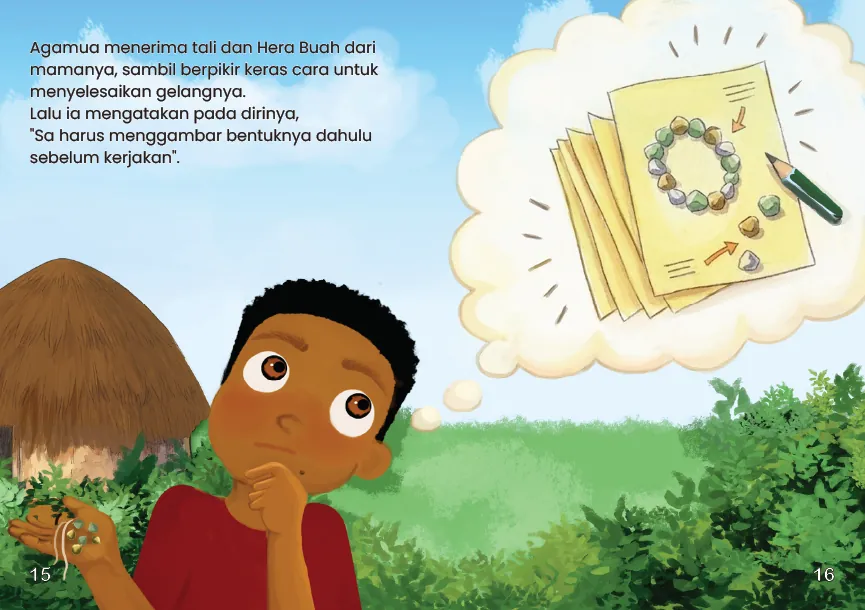 Agamua menerima tali dan Hera Buah dari
mamanya, sambil berpikir keras cara untuk
menyelesaikan gelangnya.
Lalu ia mengatakan pada dirinya,
"Sa harus menggambar bentuknya dahulu
sebelum kerjakan".
15
16